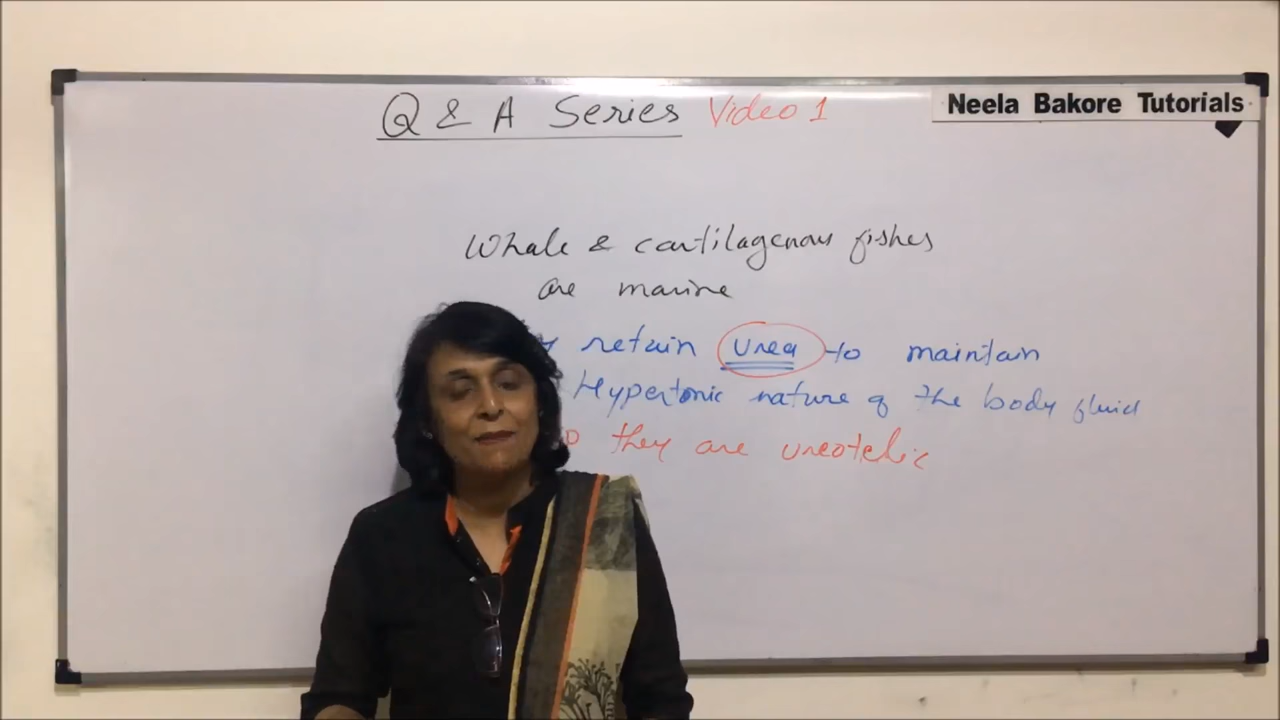 Q & A Series Video 1
Neela Bakore Tutorials
Whale & cartilagenous fishes
are marine
retain urea to maintain
Hypertonic nature of the body fluid
they are ureotelic